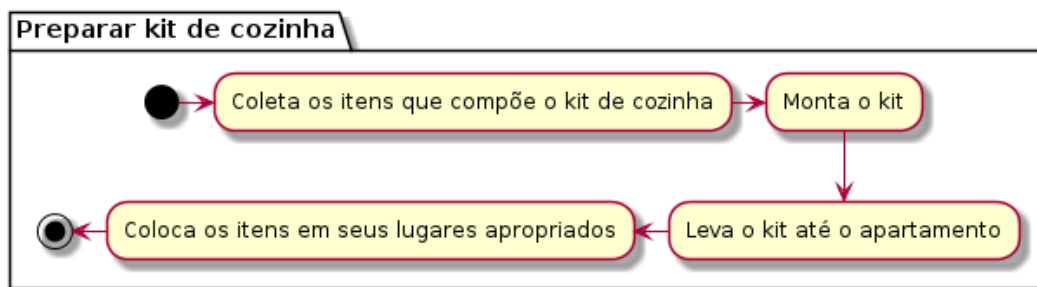 Preparar kit de cozinha
Coleta os itens que compõe o kit de cozinha
Monta o kit
Leva o kit até o apartamento
Coloca os itens em seus lugares apropriados